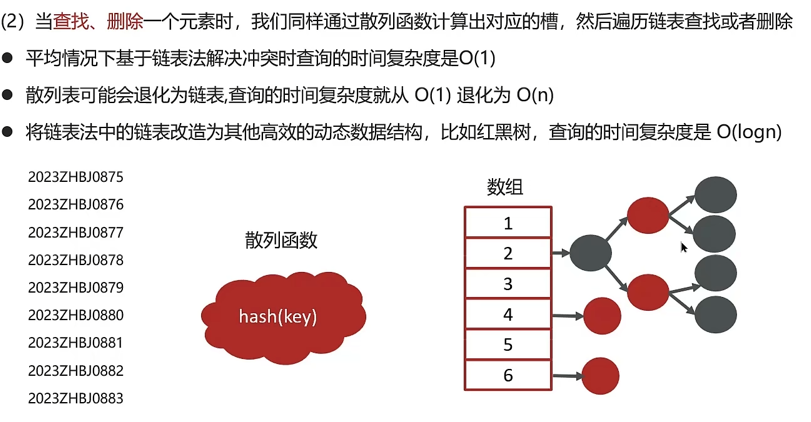 （2）当查找、删除一个元素时，我们同样通过散列函数计算出对应的槽，然后遍历链表查找或者删除
● 平均情况下基于链表法解决冲突时查询的时间复杂度是O(1)
● 散列表可能会退化为链表,查询的时间复杂度就从 O(1) 退化为 O(n)
● 将链表法中的链表改造为其他高效的动态数据结构，比如红黑树，查询的时间复杂度是 O(logn)
2023ZHBJ0875
2023ZHBJ0876
2023ZHBJ0877
2023ZHBJ0878
2023ZHBJ0879
2023ZHBJ0880
2023ZHBJ0881
2023ZHBJ0882
2023ZHBJ0883
散列函数
hash(key)
数组
1
2
3
4
5
6